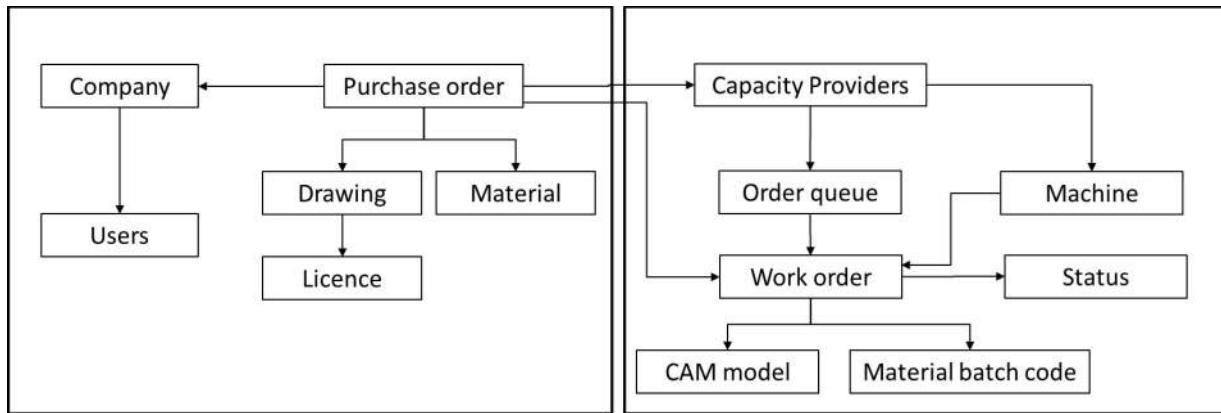 Company
Purchase order
Capacity Providers
Drawing
Material
Order queue
Machine
Users
Licence
Work order
Status
CAM model
Material batch code